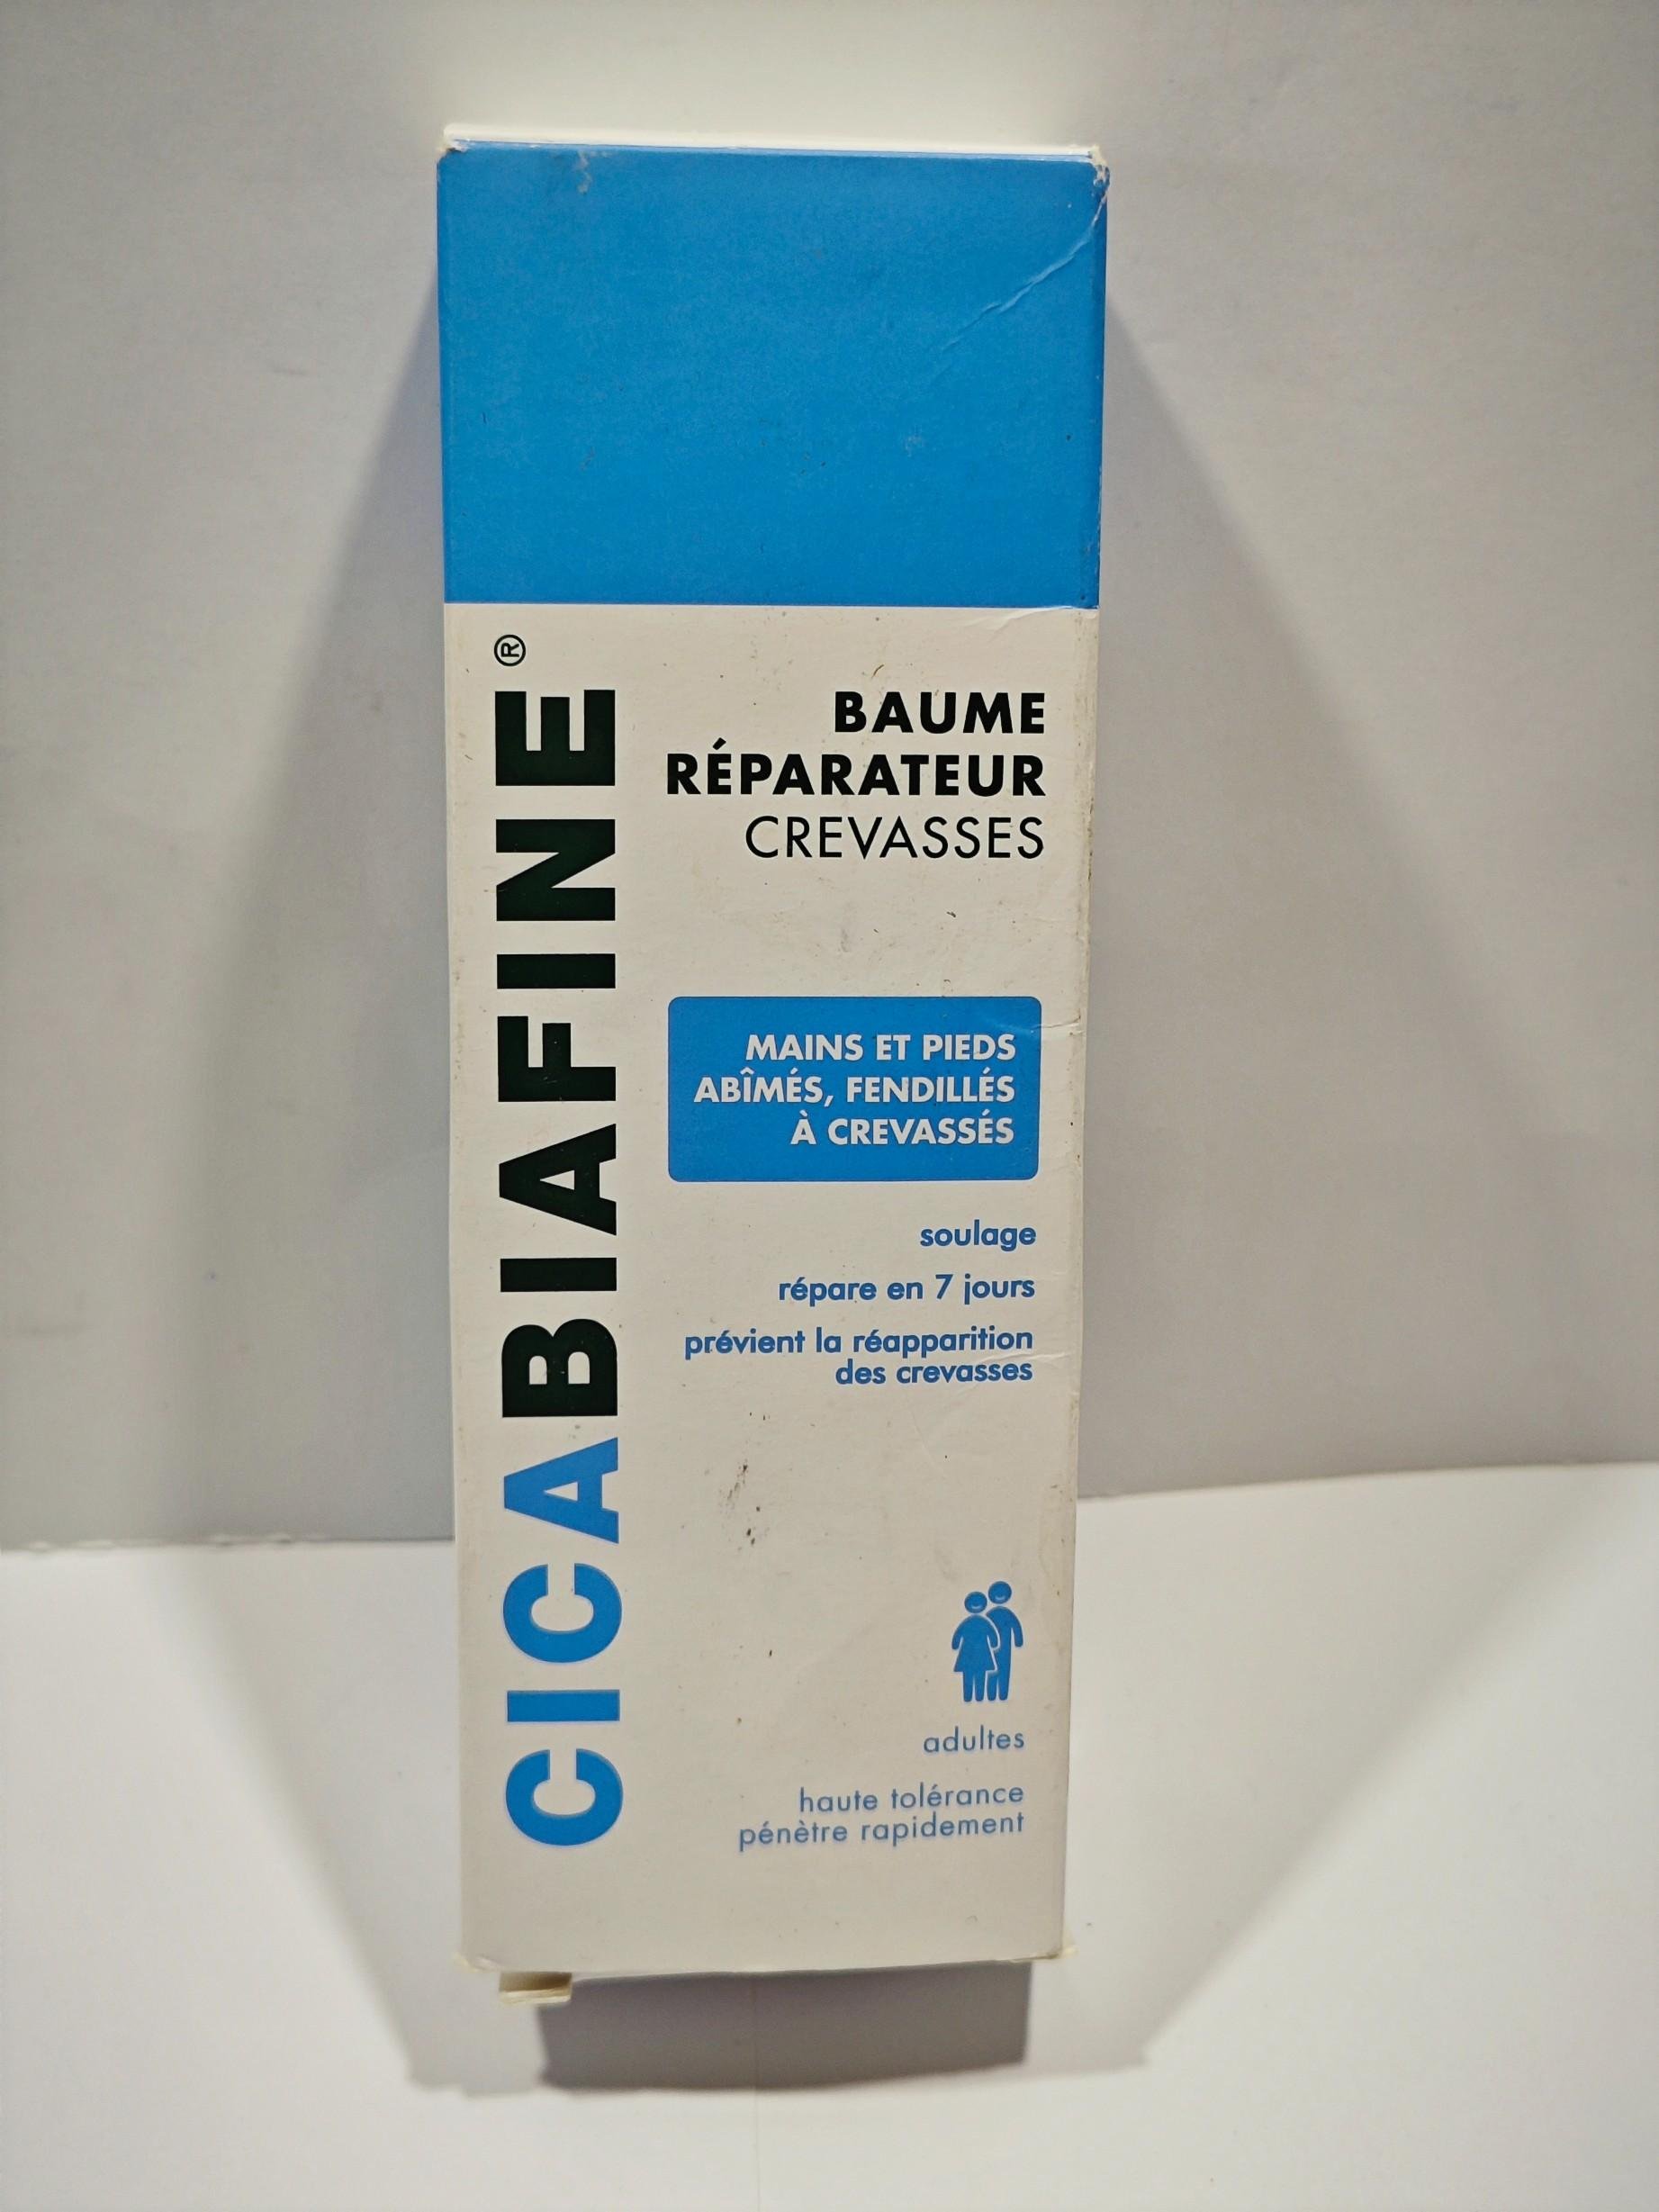 CICABIAFINE®
BAUME
RÉPARATEUR
CREVASSES
MAINS ET PIEDS
ABÎMÉS, FENDILLÉS
À CREVASSÉS
soulage
répare en 7 jours
prévient la réapparition
des crevasses
adultes
haute tolérance
pénètre rapidement